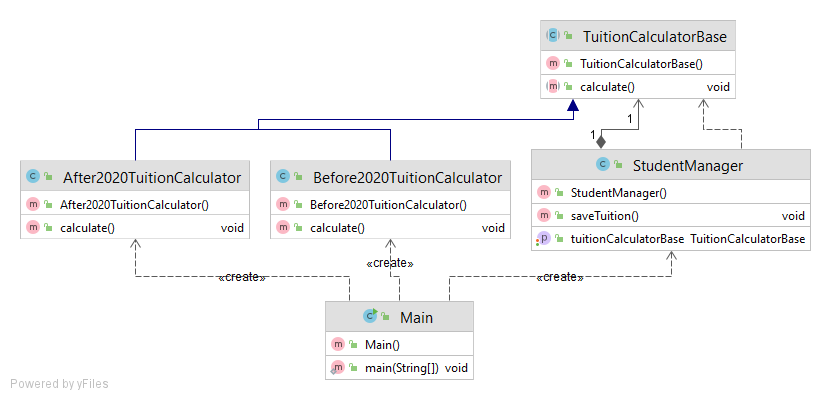 TuitionCalculatorBase
TuitionCalculatorBase()
calculate() void
1
1
After2020TuitionCalculator
After2020TuitionCalculator()
calculate() void
Before2020TuitionCalculator
Before2020TuitionCalculator()
calculate() void
StudentManager
StudentManager()
saveTuition() void
tuitionCalculatorBase TuitionCalculatorBase
«create»
«create»
«create»
Main
Main()
main(String[]) void
Powered by yFiles